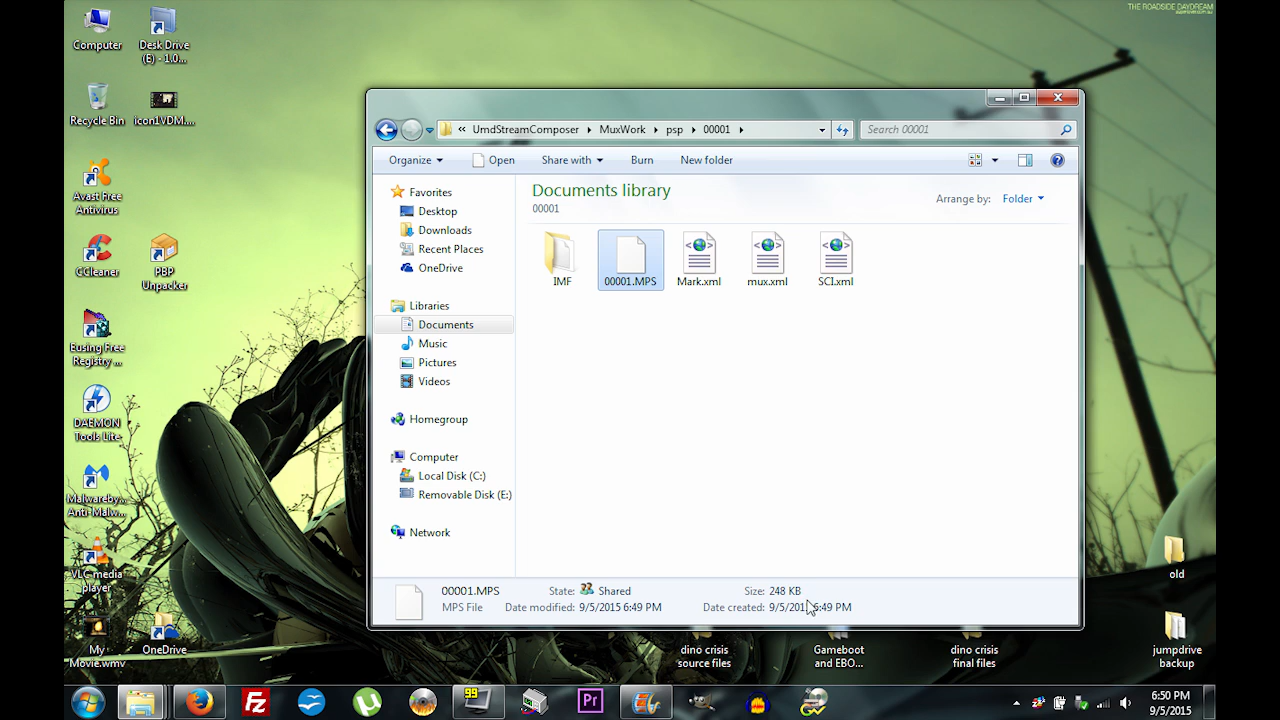 THE ROADSIDE DAYDREAM
Computer
Desk Drive
(E) - 1.0...
Recycle Bin
icon1VDM....
Avast Free
Antivirus
CCleaner
PBP
Unpacker
Eusing Free
Registry ...
DAEMON
Tools Lite
Malwareby...
Anti-Malw...
VLC media
player
My
Movie.wmv
OneDrive
« UmdStreamComposer MuxWork psp 00001
Search 00001
Organize Open Share with Burn New folder
Favorites
Desktop
Downloads
Recent Places
OneDrive
Libraries
Documents
Music
Pictures
Videos
Homegroup
Computer
Local Disk (C:)
Removable Disk (E:)
Network
Documents library
00001
Arrange by: Folder
IMF
00001.MPS
Mark.xml
mux.xml
SCI.xml
00001.MPS State: Shared Size: 248 KB
MPS File Date modified: 9/5/2015 6:49 PM Date created: 9/5/201 6:49 PM
old
dino crisis
source files
Gameboot
and EBO...
dino crisis
final files
jumpdrive
backup
Fz
99
Pr
6:50 PM
9/5/2015